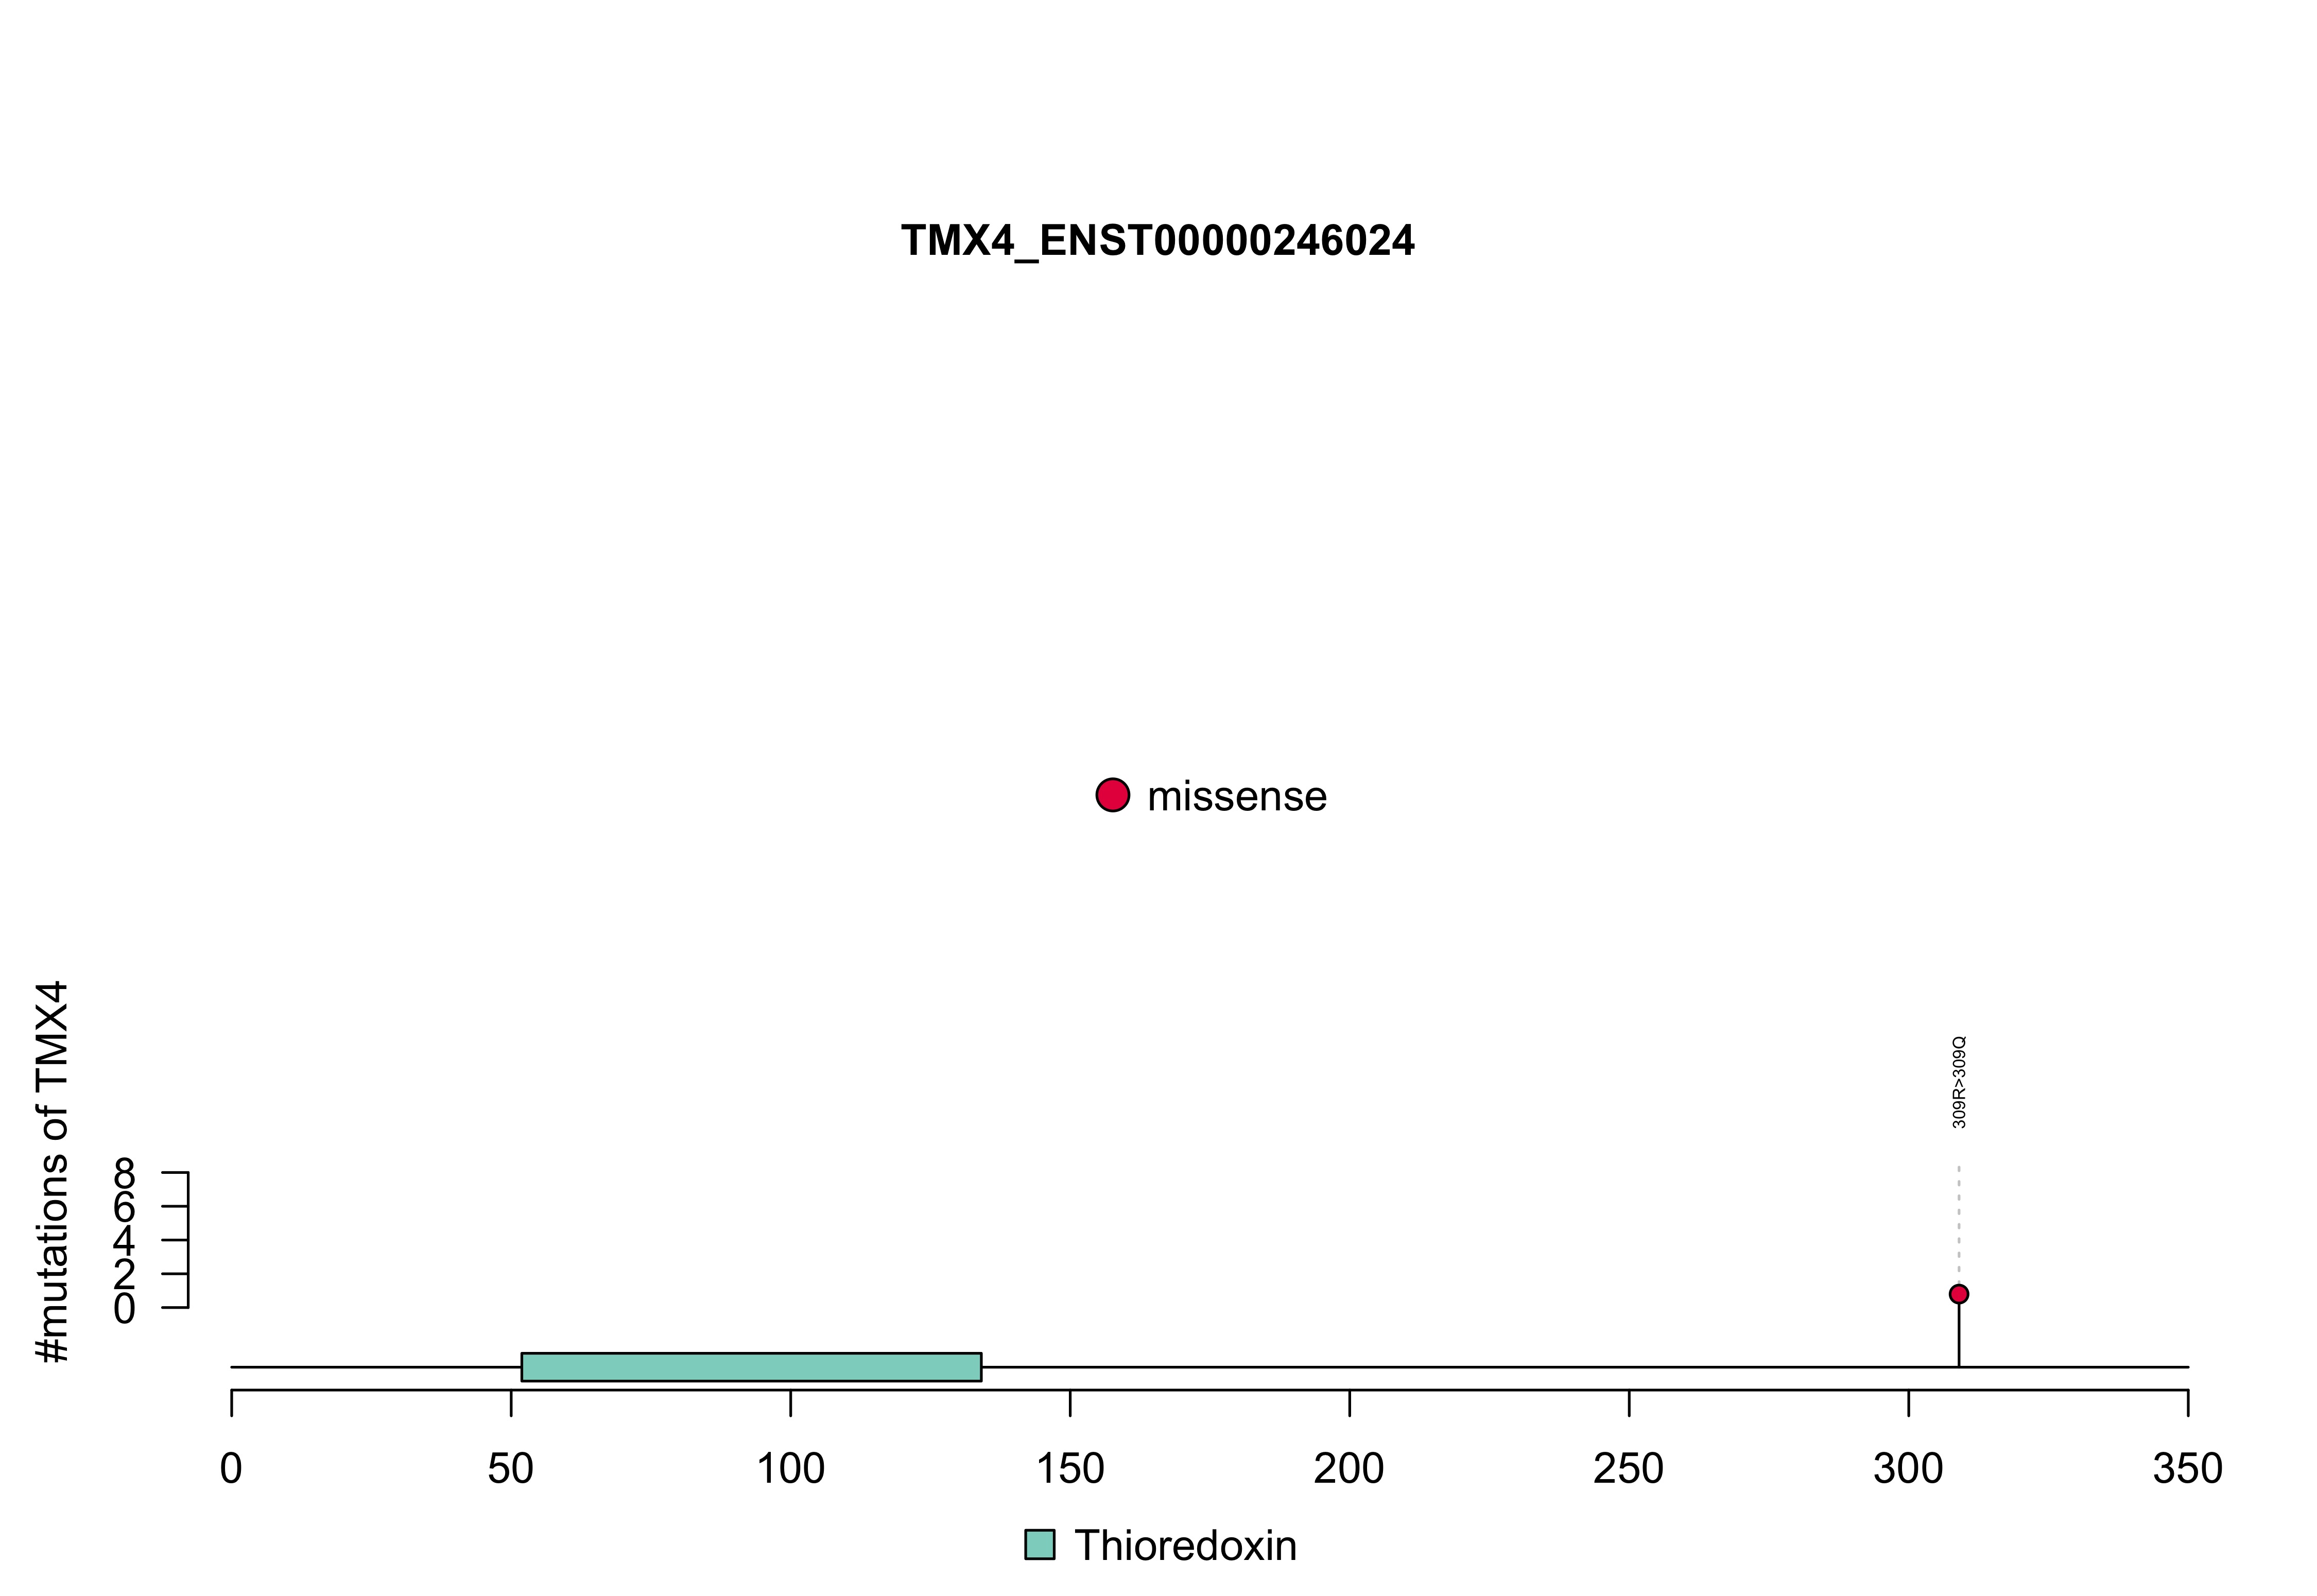 TMX4_ENST00000246024
missense
#mutations of TMX4
309R>309Q
8
6
4
2
0
0 50 100 150 200 250 300 350
Thioredoxin